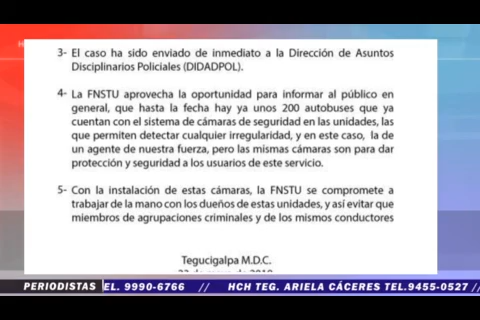 3- El caso ha sido enviado de inmediato a la Dirección de Asuntos
Disciplinarios Policiales (DIDADPOL).
4- La FNSTU aprovecha la oportunidad para informar al público en
general, que hasta la fecha hay ya unos 200 autobuses que ya
cuentan con el sistema de cámaras de seguridad en las unidades, las
que permiten detectar cualquier irregularidad, y en este caso, la de
un agente de nuestra fuerza, pero las mismas cámaras son para dar
protección y seguridad a los usuarios de este servicio.
5- Con la instalación de estas cámaras, la FNSTU se compromete a
trabajar de la mano con los dueños de estas unidades, y así evitar que
miembros de agrupaciones criminales y de los mismos conductores
Tegucigalpa M.D.C.
PERIODISTAS EL. 9990-6766 // HCH TEG. ARIELA CÁCERES TEL.9455-0527 //